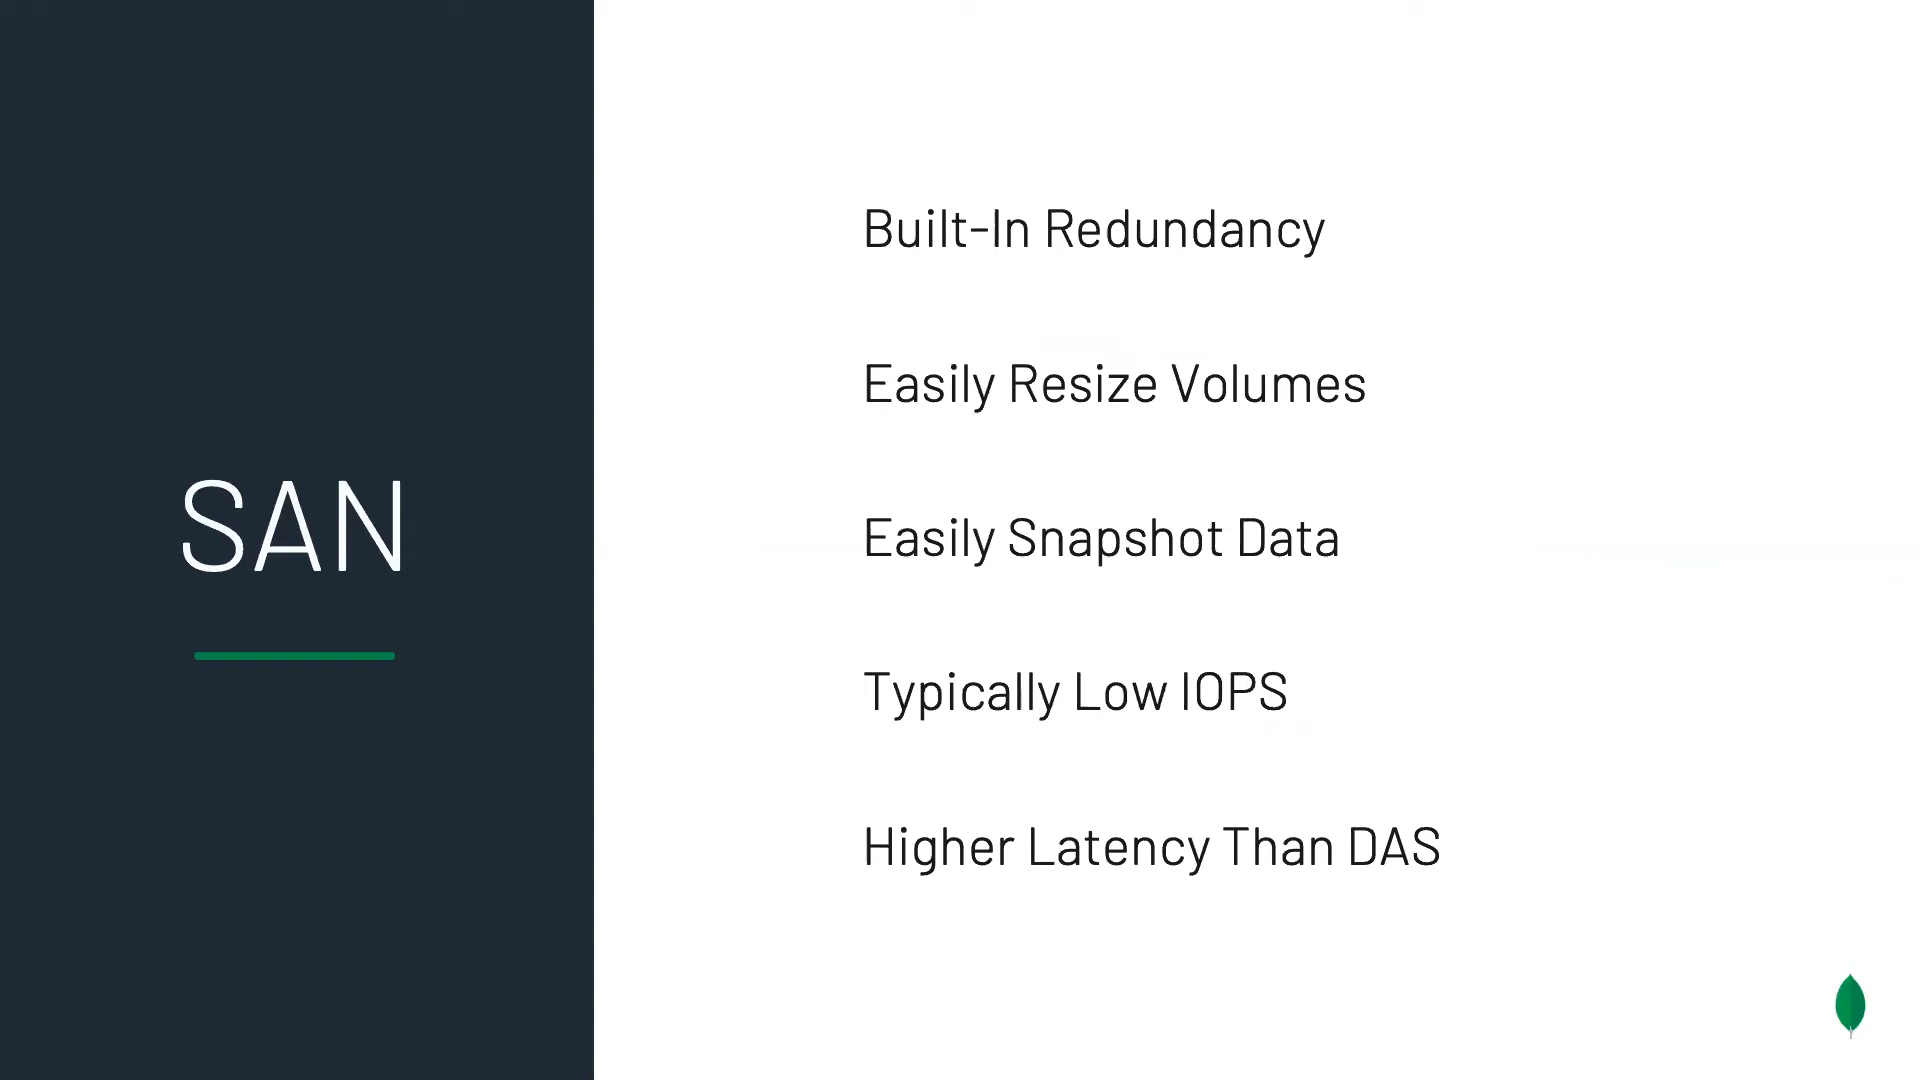 SAN
Built-In Redundancy
Easily Resize Volumes
Easily Snapshot Data
Typically Low IOPS
Higher Latency Than DAS